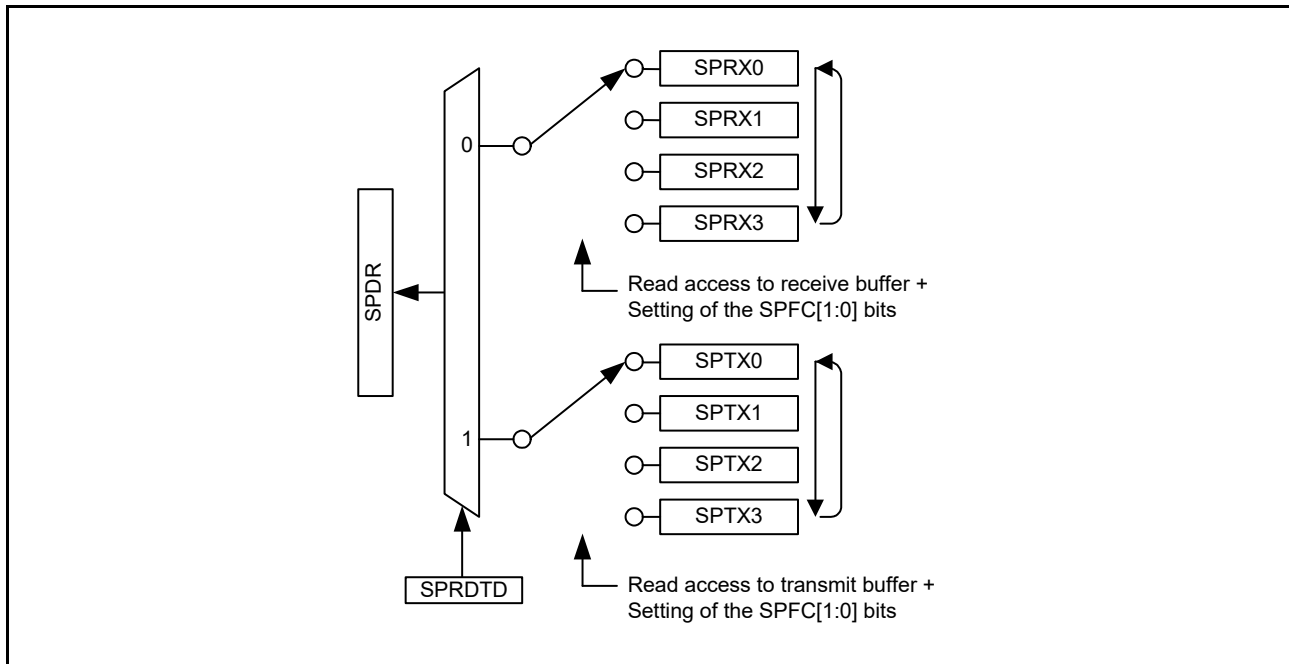 SPRX0
SPRX1
0
SPRX2
SPRX3
SPDR
Read access to receive buffer +
Setting of the SPFC[1:0] bits
SPTX0
SPTX1
1
SPTX2
SPTX3
SPRDTD
Read access to transmit buffer +
Setting of the SPFC[1:0] bits